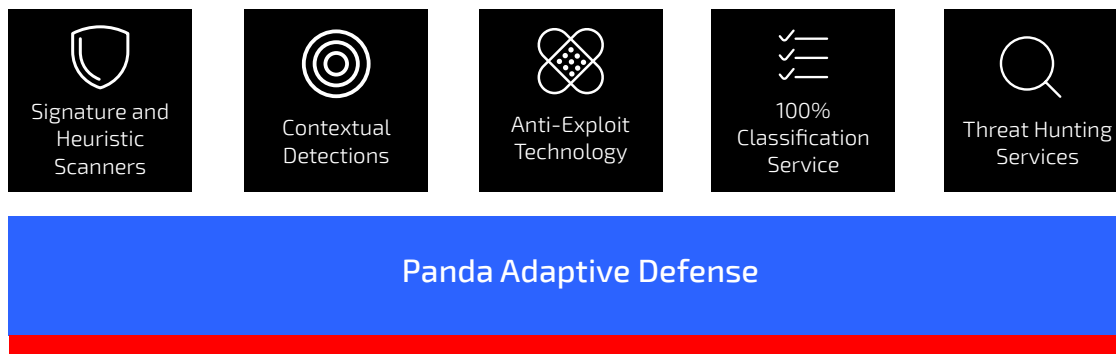 Signature and
Heuristic
Scanners
Contextual
Detections
Anti-Exploit
Technology
100%
Classification
Service
Threat Hunting
Services
Panda Adaptive Defense